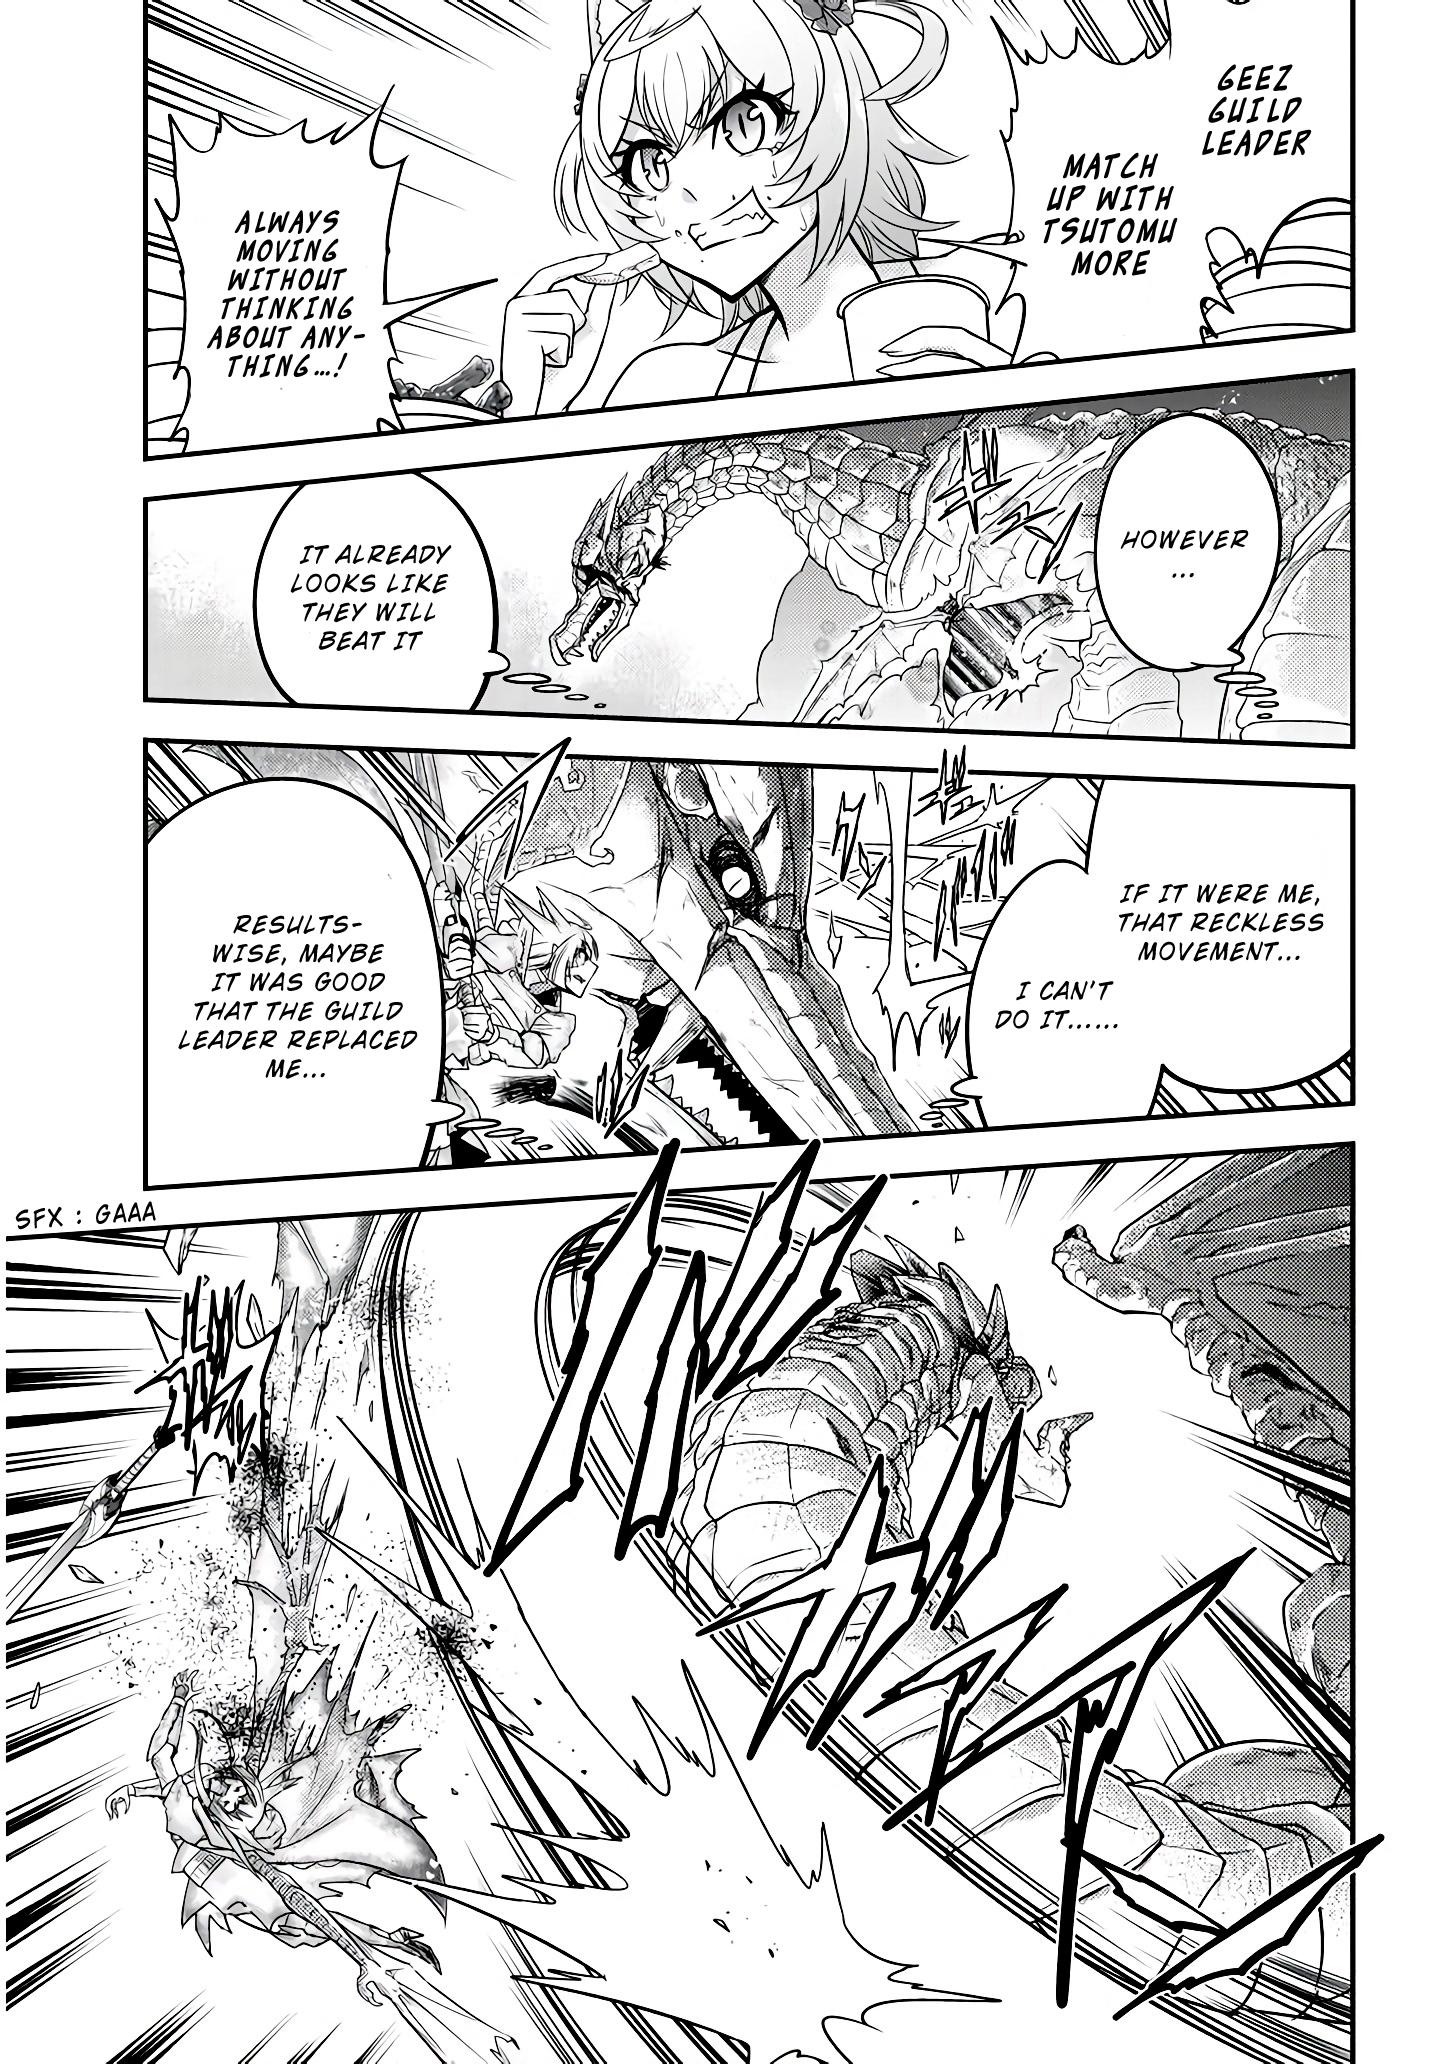 GEEZ
GUILD
LEADER
MATCH
UP WITH
TSUTOMU
MORE
ALWAYS
MOVING
WITHOUT
THINKING
ABOUT ANY-
THING...!
HOWEVER
...
IT ALREADY
LOOKS LIKE
THEY WILL
BEAT IT
IF IT WERE ME,
THAT RECKLESS
MOVEMENT...
I CAN'T
DO IT......
RESULTS-
WISE, MAYBE
IT WAS GOOD
THAT THE GUILD
LEADER REPLACED
ME...
SFX : GAAA